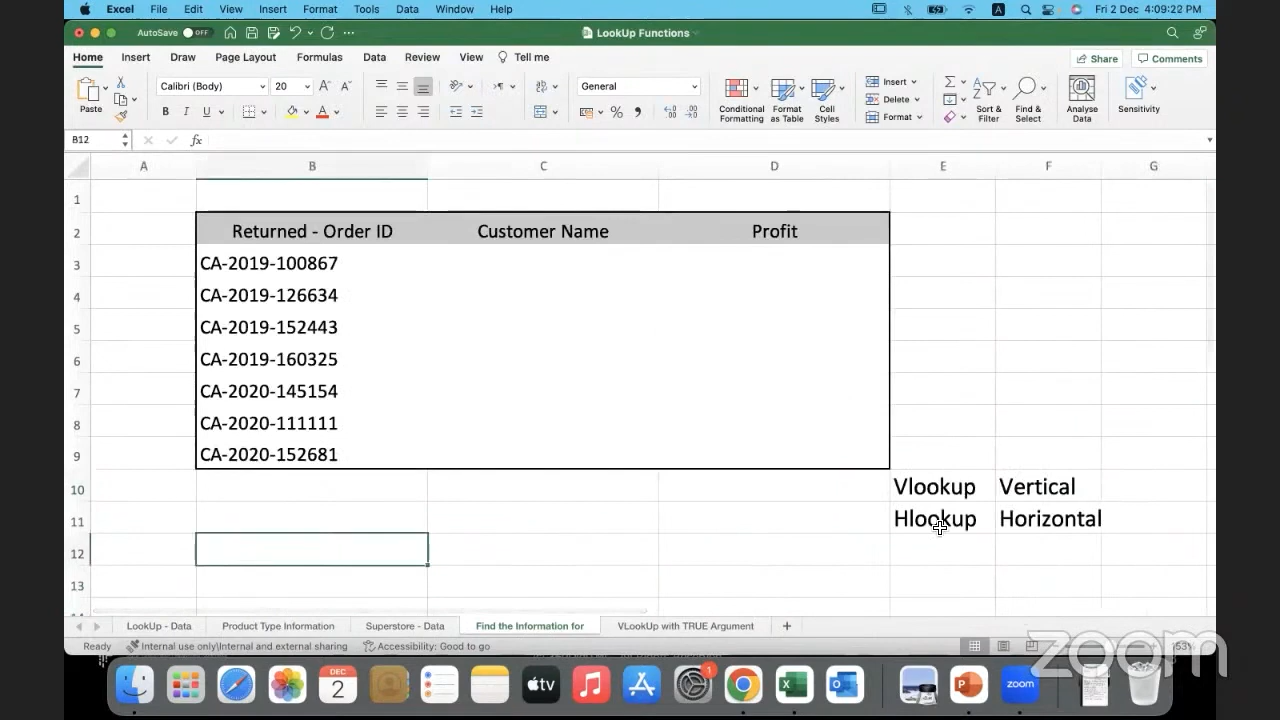 Excel File Edit View Insert Format Tools Data Window Help
A Fri 2 Dec 4:09:22 PM
AutoSave OFF LookUp Functions
Home Insert Draw Page Layout Formulas Data Review View Tell me Share Comments
Paste
Calibri (Body) 20 A A
B I U A
General
% ,
Conditional Formatting
Format as Table
Cell Styles
Insert
Delete
Format
Sort & Filter
Find & Select
Analyse Data
Sensitivity
B12 fx
A B C D E F G
1
2 Returned - Order ID Customer Name Profit
3 CA-2019-100867
4 CA-2019-126634
5 CA-2019-152443
6 CA-2019-160325
7 CA-2020-145154
8 CA-2020-111111
9 CA-2020-152681
10 Vlookup Vertical
11 Hlookup Horizontal
12
13
LookUp - Data Product Type Information Superstore - Data Find the Information for VLookUp with TRUE Argument +
Ready Internal use only\Internal and external sharing Accessibility: Good to go
zoom
DEC
2
tv
1
zoom